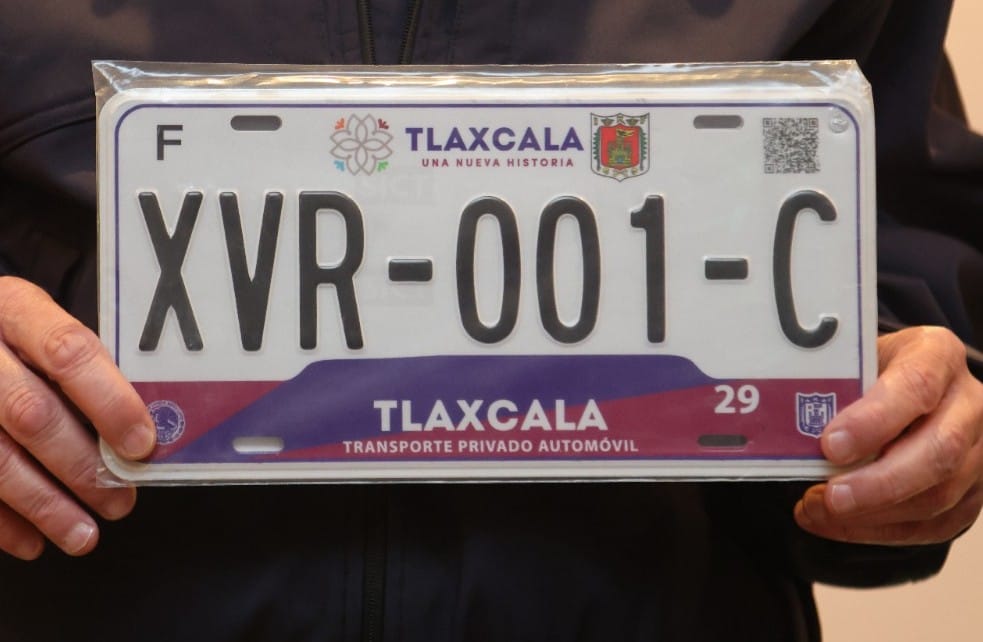 F
TLAXCALA
UNA NUEVA HISTORIA
XVR-001-C
TLAXCALA
29
TRANSPORTE PRIVADO AUTOMÓVIL